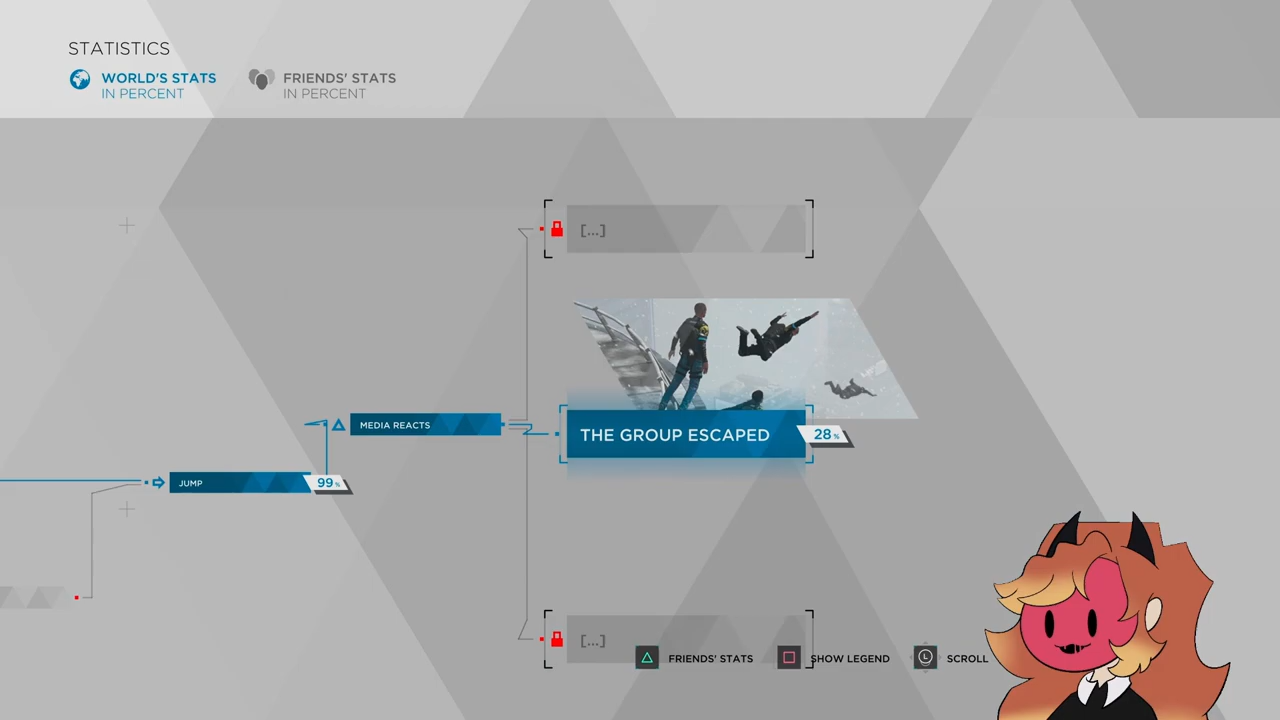 STATISTICS
WORLD'S STATS
IN PERCENT
FRIENDS' STATS
IN PERCENT
[...]
MEDIA REACTS
THE GROUP ESCAPED
28%
JUMP
99%
[...]
FRIENDS' STATS
SHOW LEGEND
L
SCROLL